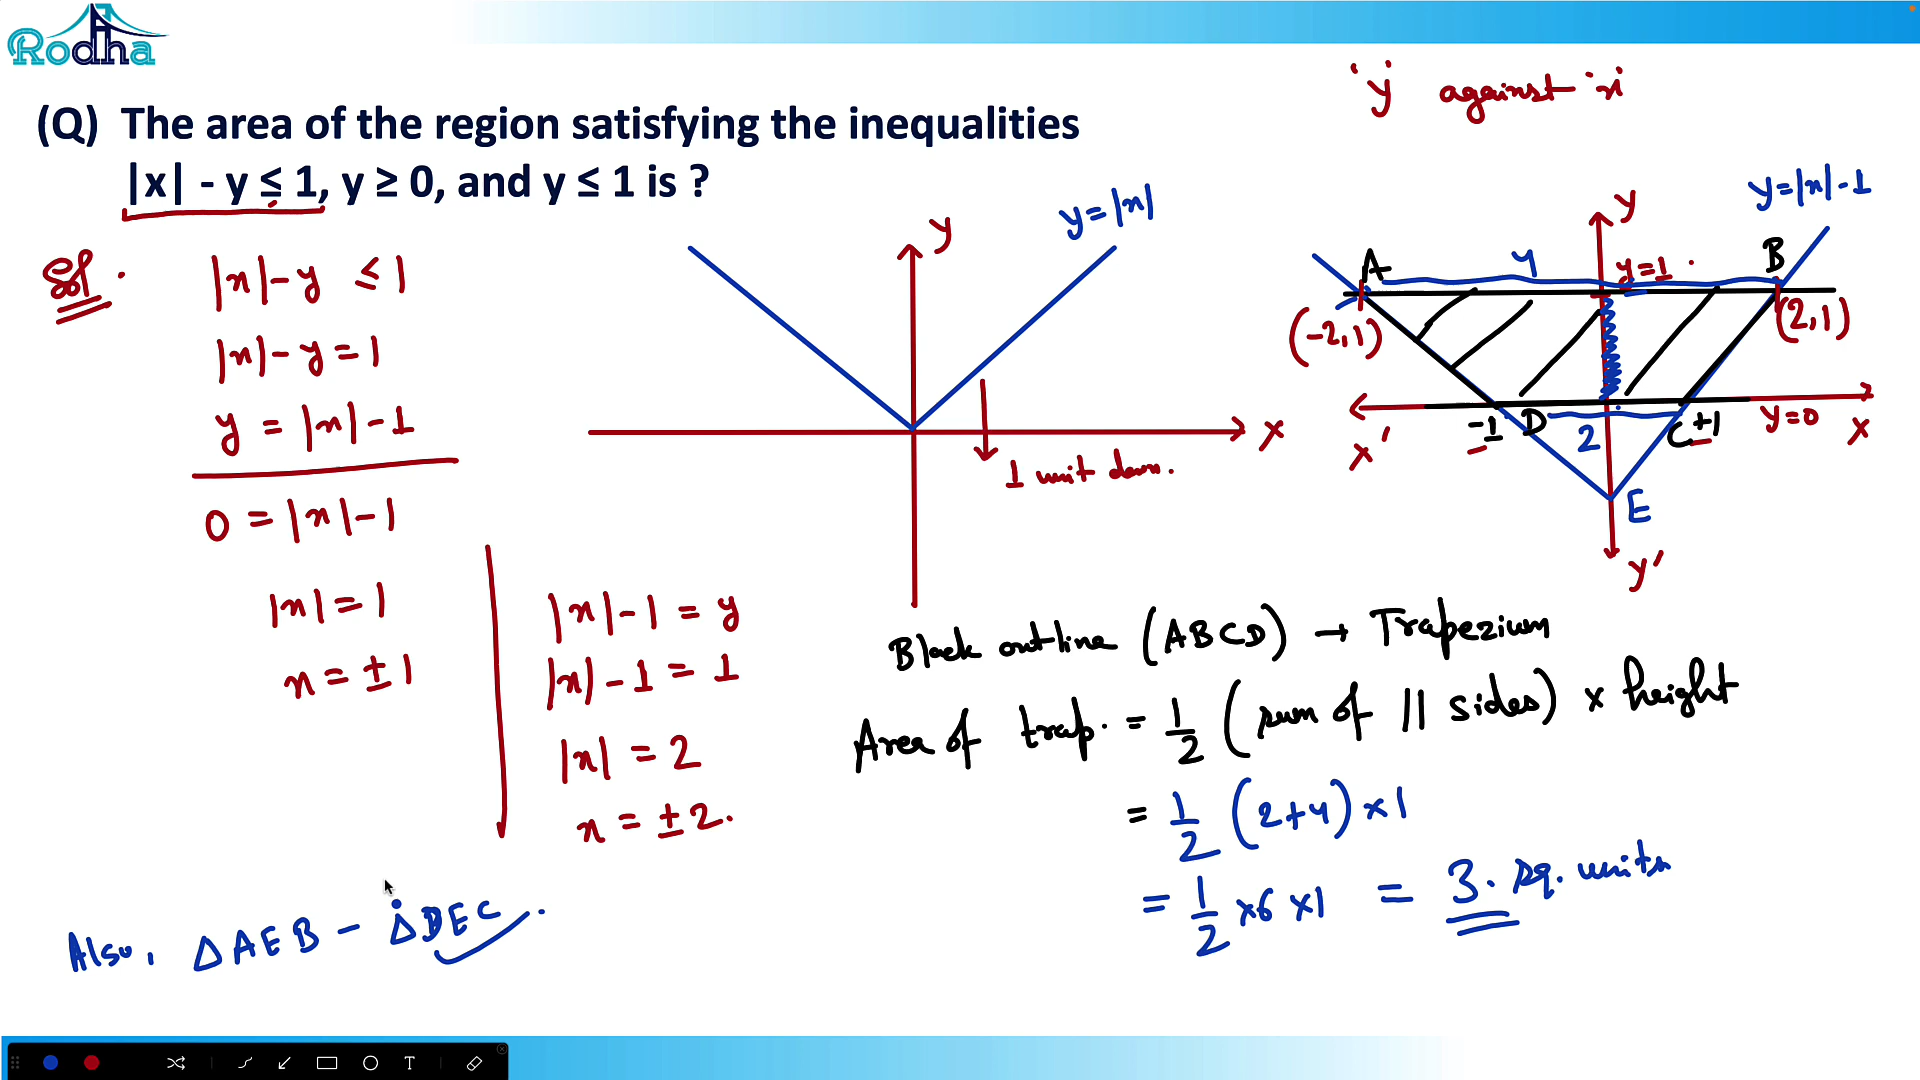 Rodha
'y' against 'x'
(Q) The area of the region satisfying the inequalities
|x| - y ≤ 1, y ≥ 0, and y ≤ 1 is ?
Sol.
|x| - y ≤ 1
|x| - y = 1
y = |x| - 1
0 = |x| - 1
|x| = 1
x = ±1
|x| - 1 = y
|x| - 1 = 1
|x| = 2
x = ±2.
y
y = |x|
x
1 unit down.
y
y = |x| - 1
A
4
y = 1
B
(-2,1)
(2,1)
-1
D
2
C
+1
y = 0
x'
x
E
y'
Black outline (ABCD) → Trapezium
Area of trap. = 1/2 (sum of || sides) × height
= 1/2 (2+4) × 1
= 1/2 × 6 × 1 = 3. sq. units
Also, Δ AEB - Δ DEC.
T